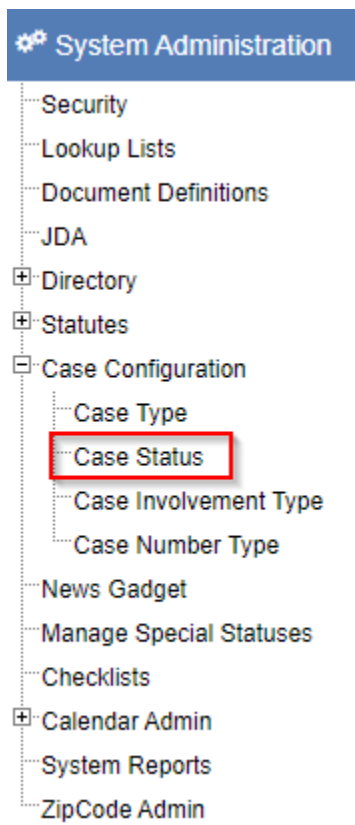 System Administration
Security
Lookup Lists
Document Definitions
JDA
Directory
Statutes
Case Configuration
Case Type
Case Status
Case Involvement Type
Case Number Type
News Gadget
Manage Special Statuses
Checklists
Calendar Admin
System Reports
ZipCode Admin